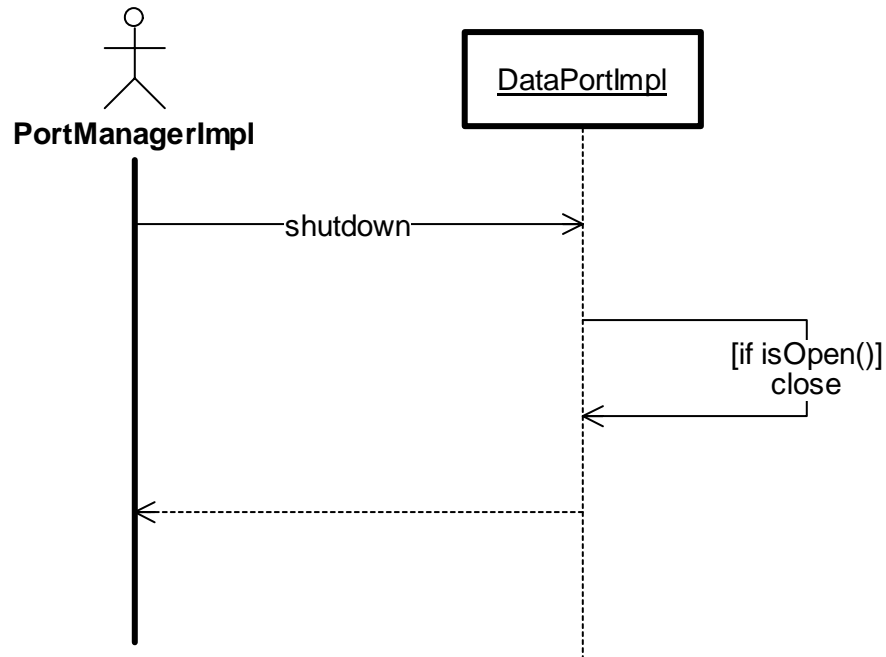 DataPortImpl
PortManagerImpl
shutdown
[if isOpen()]
close